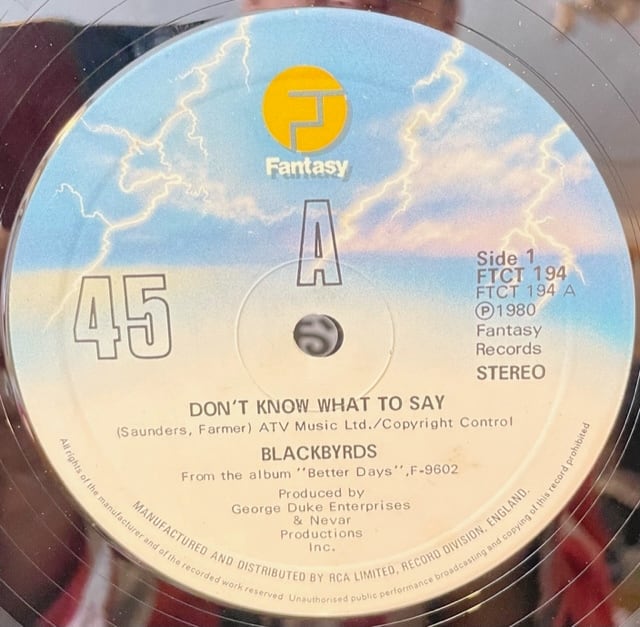 Fantasy
A
45
Side 1
FTCT 194
FTCT 194 A
Ⓟ1980
Fantasy
Records
STEREO
DON'T KNOW WHAT TO SAY
(Saunders, Farmer) ATV Music Ltd./Copyright Control
BLACKBYRDS
From the album "Better Days", F-9602
Produced by
George Duke Enterprises
& Nevar
Productions
Inc.
MANUFACTURED AND DISTRIBUTED BY RCA LIMITED, RECORD DIVISION, ENGLAND.
All rights of the manufacturer and of the recorded work reserved Unauthorised public performance broadcasting and copying of this record prohibited